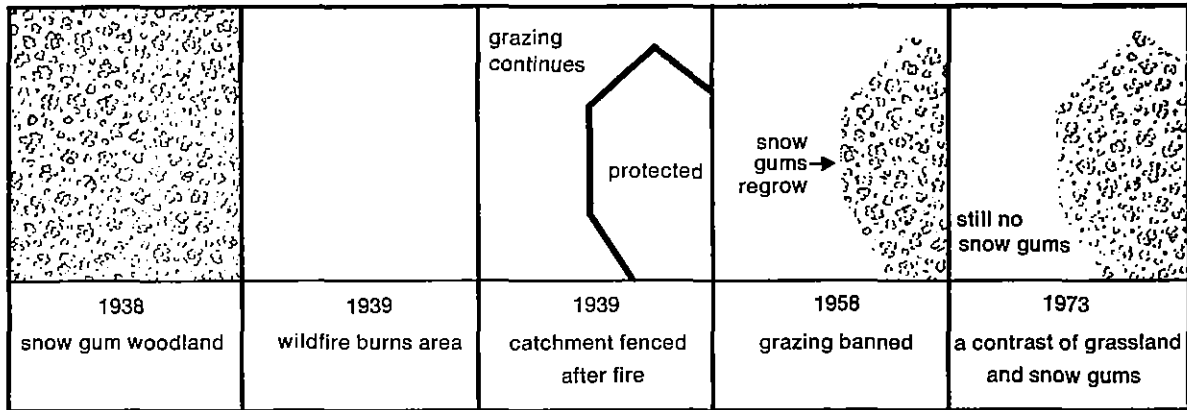 grazing
continues
protected
snow
gums
regrow
still no
snow gums
1938
snow gum woodland
1939
wildfire burns area
1939
catchment fenced
after fire
1958
grazing banned
1973
a contrast of grassland
and snow gums